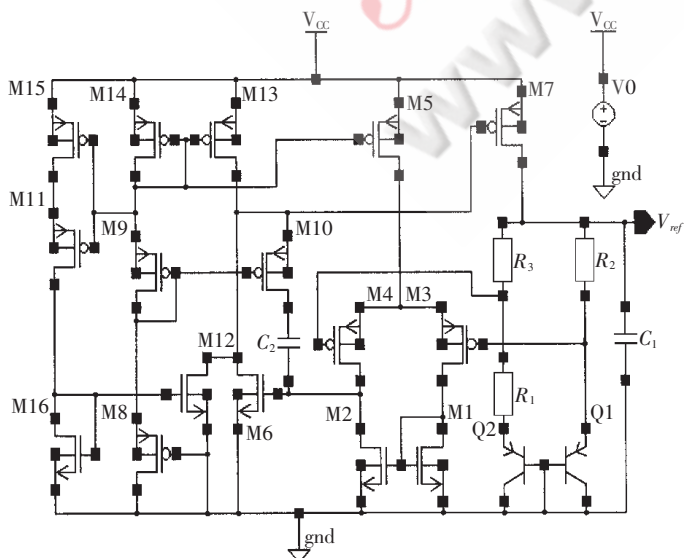 V_CC
V_CC
M15
M14
M13
M5
M7
V0
gnd
M11
M9
M10
V_ref
R_3
R_2
M4
M3
C_2
C_1
M12
R_1
M16
M8
M6
M2
M1
Q2
Q1
gnd